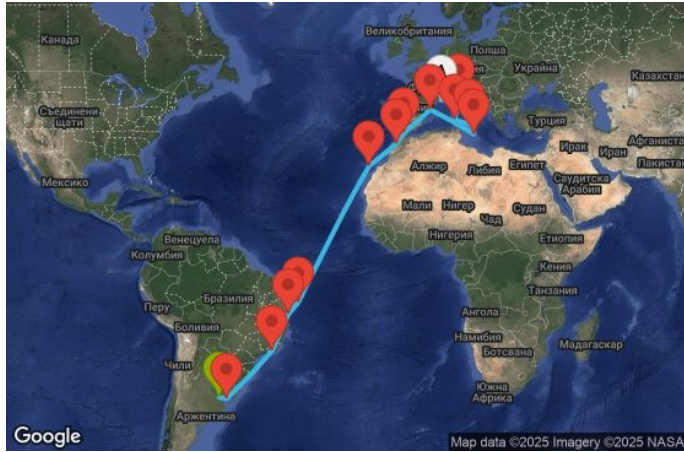 Канада
Великобритания
Полша
Украйна
Казахстан
Съединени
щати
Турция
Афганистан
Ирак
Иран
Пакистан
Алжир
Либия
Египет
Саудитска
Арабия
Мексико
Мали
Нигер
Чад
Судан
Нигерия
Етиопия
Венецуела
Колумбия
Кения
Танзания
Перу
Бразилия
Боливия
Ангола
Намибия
Ботсвана
Мадагаскар
Чили
Южна
Африка
Аржентина
Google
Map data ©2025 Imagery ©2025 NASA